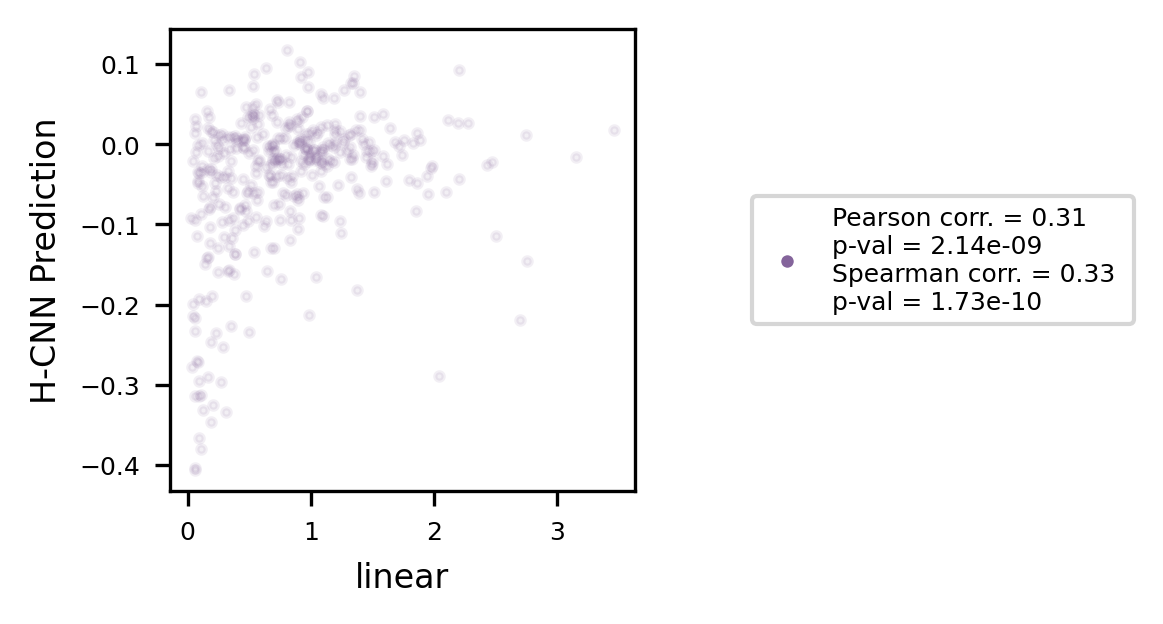 0.1
0.0
−0.1
−0.2
−0.3
−0.4
H-CNN Prediction
0
1
2
3
linear
Pearson corr. = 0.31
p-val = 2.14e-09
Spearman corr. = 0.33
p-val = 1.73e-10